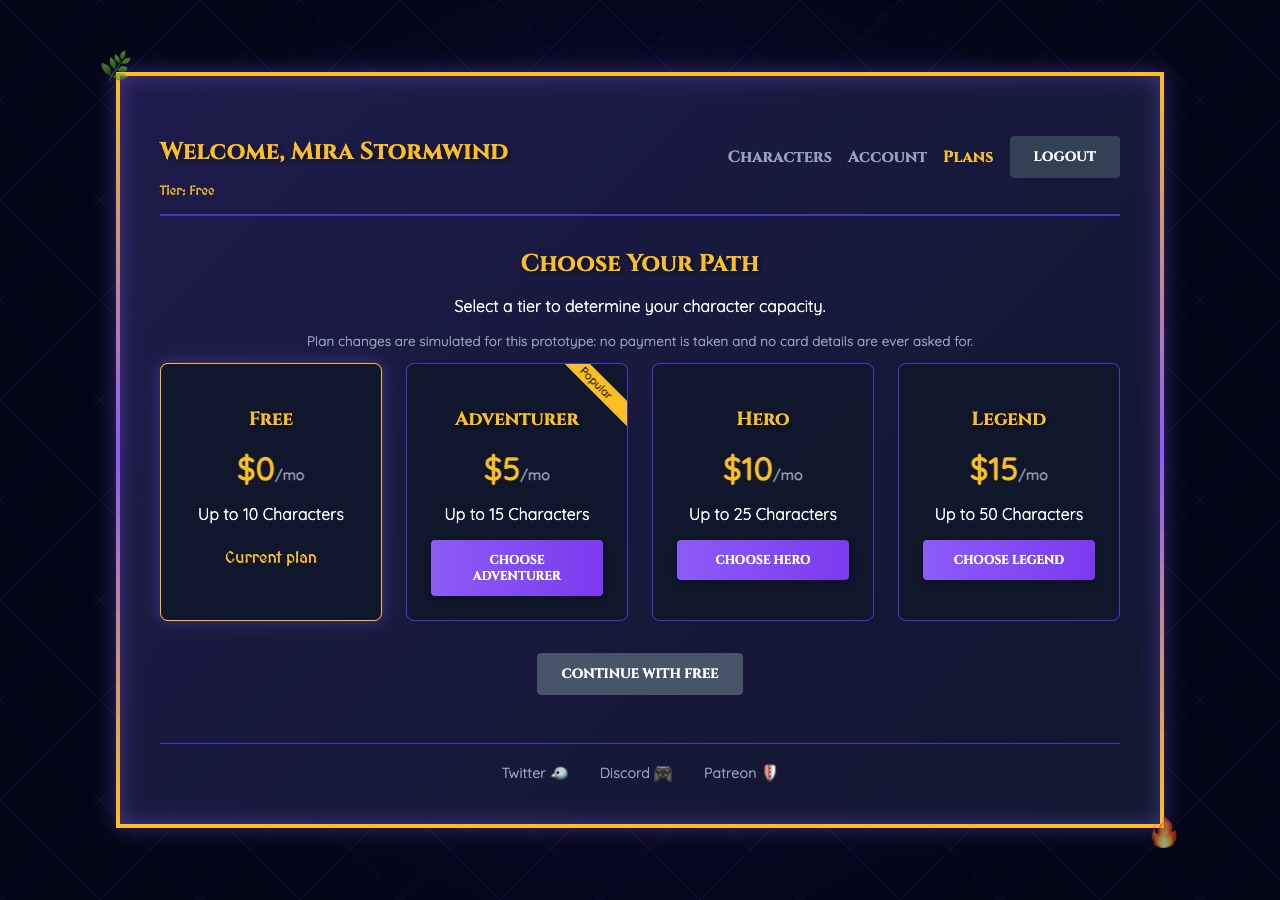 Welcome, Mira Stormwind
Tier: Free
Characters Account Plans LOGOUT
Choose Your Path
Select a tier to determine your character capacity.
Plan changes are simulated for this prototype: no payment is taken and no card details are ever asked for.
Free
$0/mo
Up to 10 Characters
Current plan
Popular
Adventurer
$5/mo
Up to 15 Characters
CHOOSE
ADVENTURER
Hero
$10/mo
Up to 25 Characters
CHOOSE HERO
Legend
$15/mo
Up to 50 Characters
CHOOSE LEGEND
CONTINUE WITH FREE
Twitter Discord Patreon